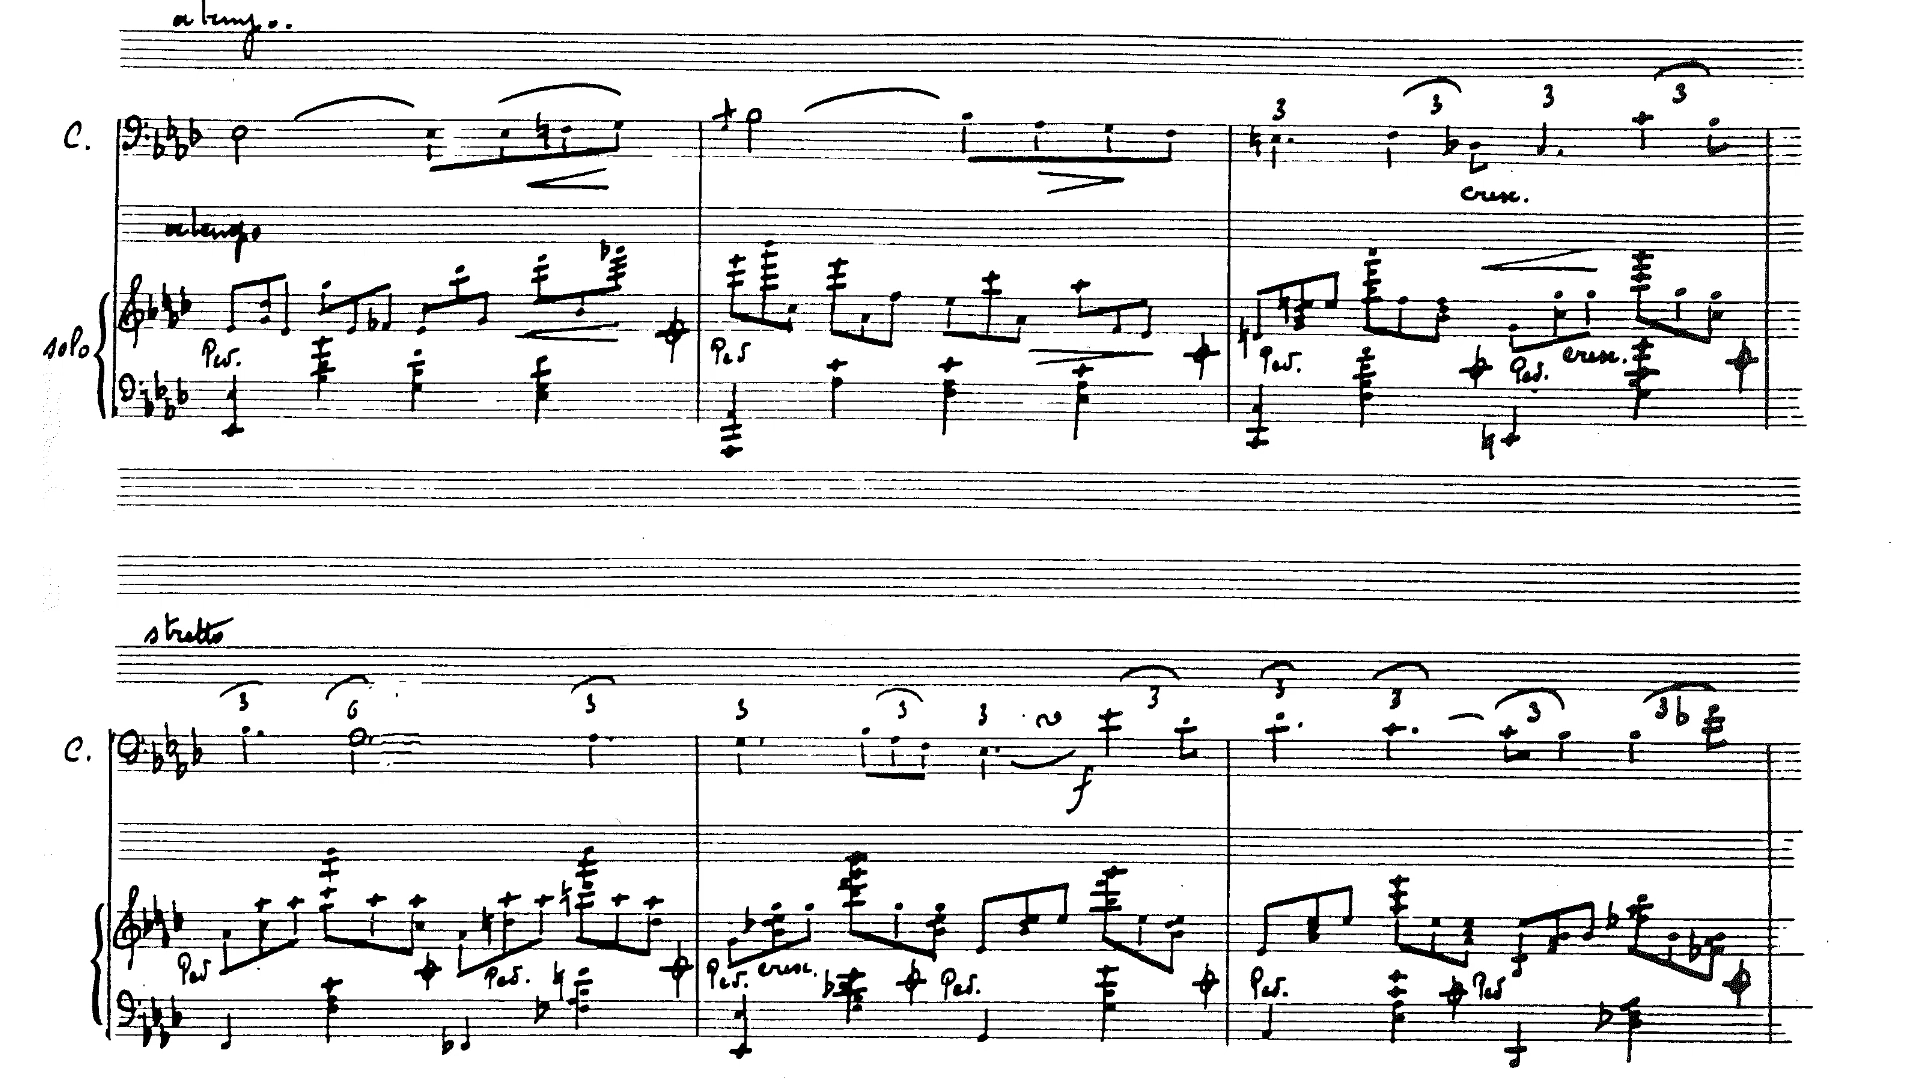 a tempo.
3 3 3 3
C.
cresc.
a tempo
solo
Ped. Ped Ped. Ped. cresc.
stretto
3 6 3 3 3 3 3 3 3 3 3
C.
f
Ped Ped. Ped. cresc. Ped. Ped. Ped